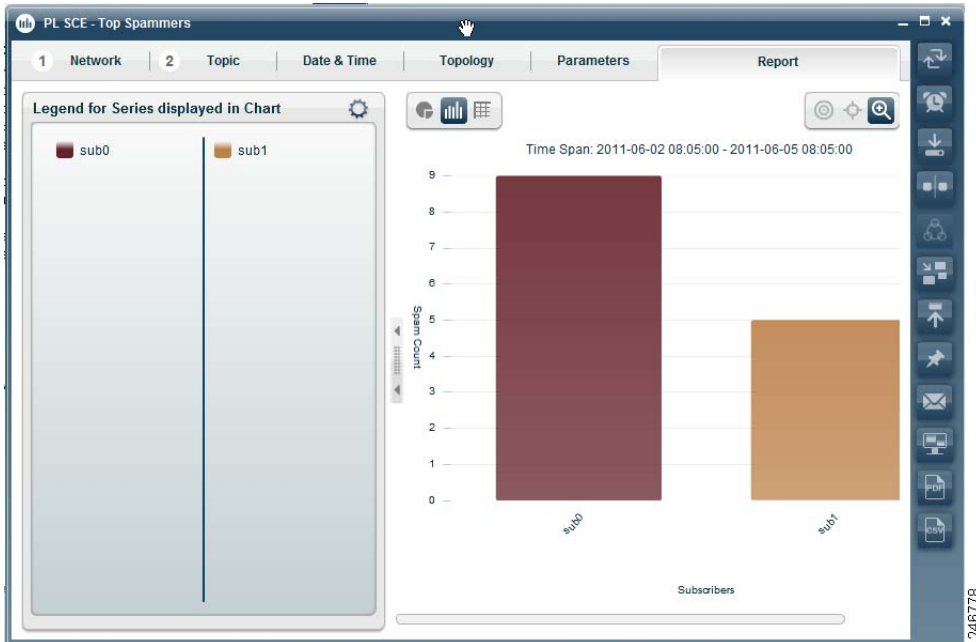 PL SCE - Top Spammers
1 Network 2 Topic Date & Time Topology Parameters Report
Legend for Series displayed in Chart
sub0 sub1
Time Span: 2011-06-02 08:05:00 - 2011-06-05 08:05:00
9
8
7
6
5
4
3
2
1
0
Spam Count
sub0 sub1
Subscribers
PDF
CSV
246778